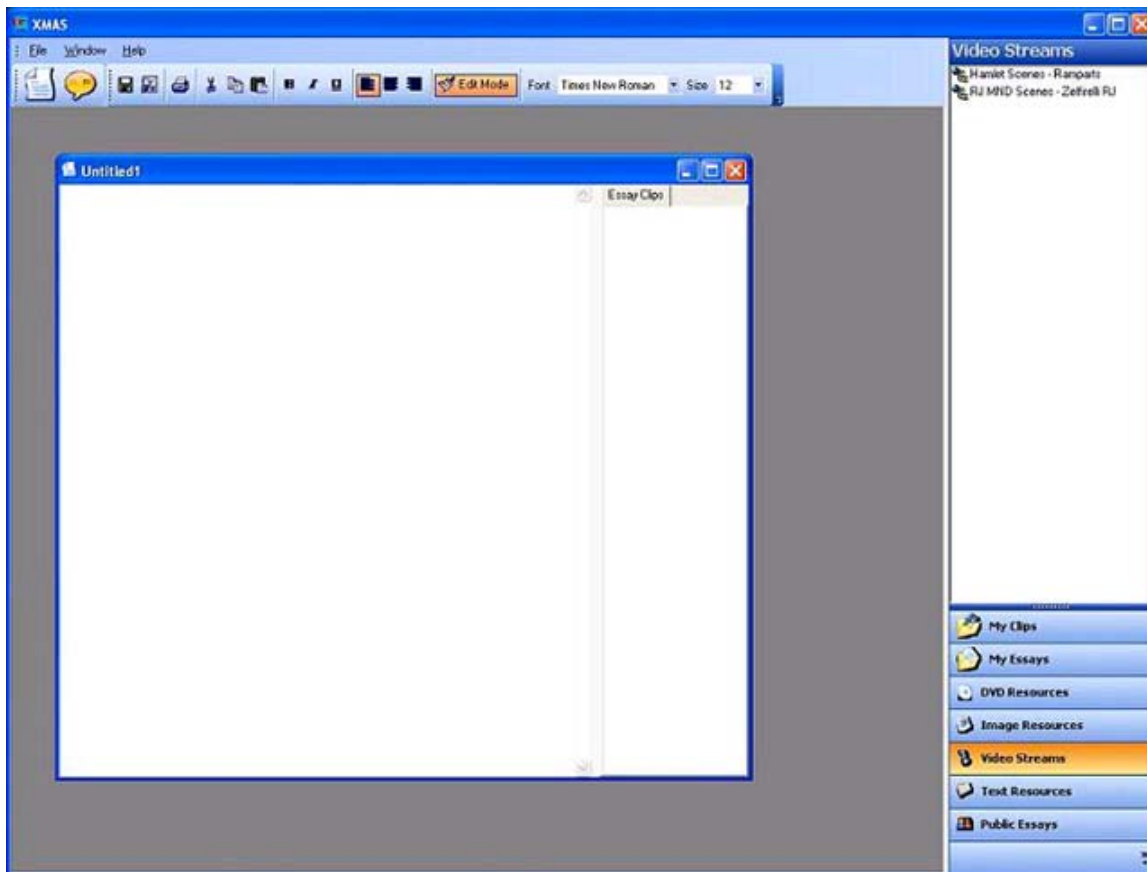 XMAS
File Window Help
B I U Edit Mode Font Times New Roman Size 12
Untitled1
Essay Clips
Video Streams
Hamlet Scenes - Ramparts
RJ MND Scenes - Zeffirelli RJ
My Clips
My Essays
DVD Resources
Image Resources
Video Streams
Text Resources
Public Essays